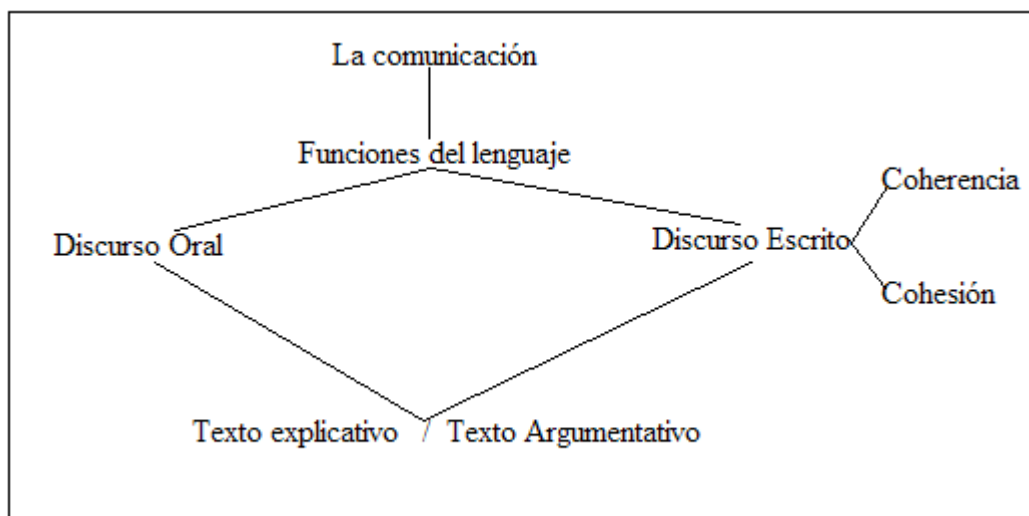 La comunicación
Funciones del lenguaje
Coherencia
Discurso Oral
Discurso Escrito
Cohesión
Texto explicativo / Texto Argumentativo